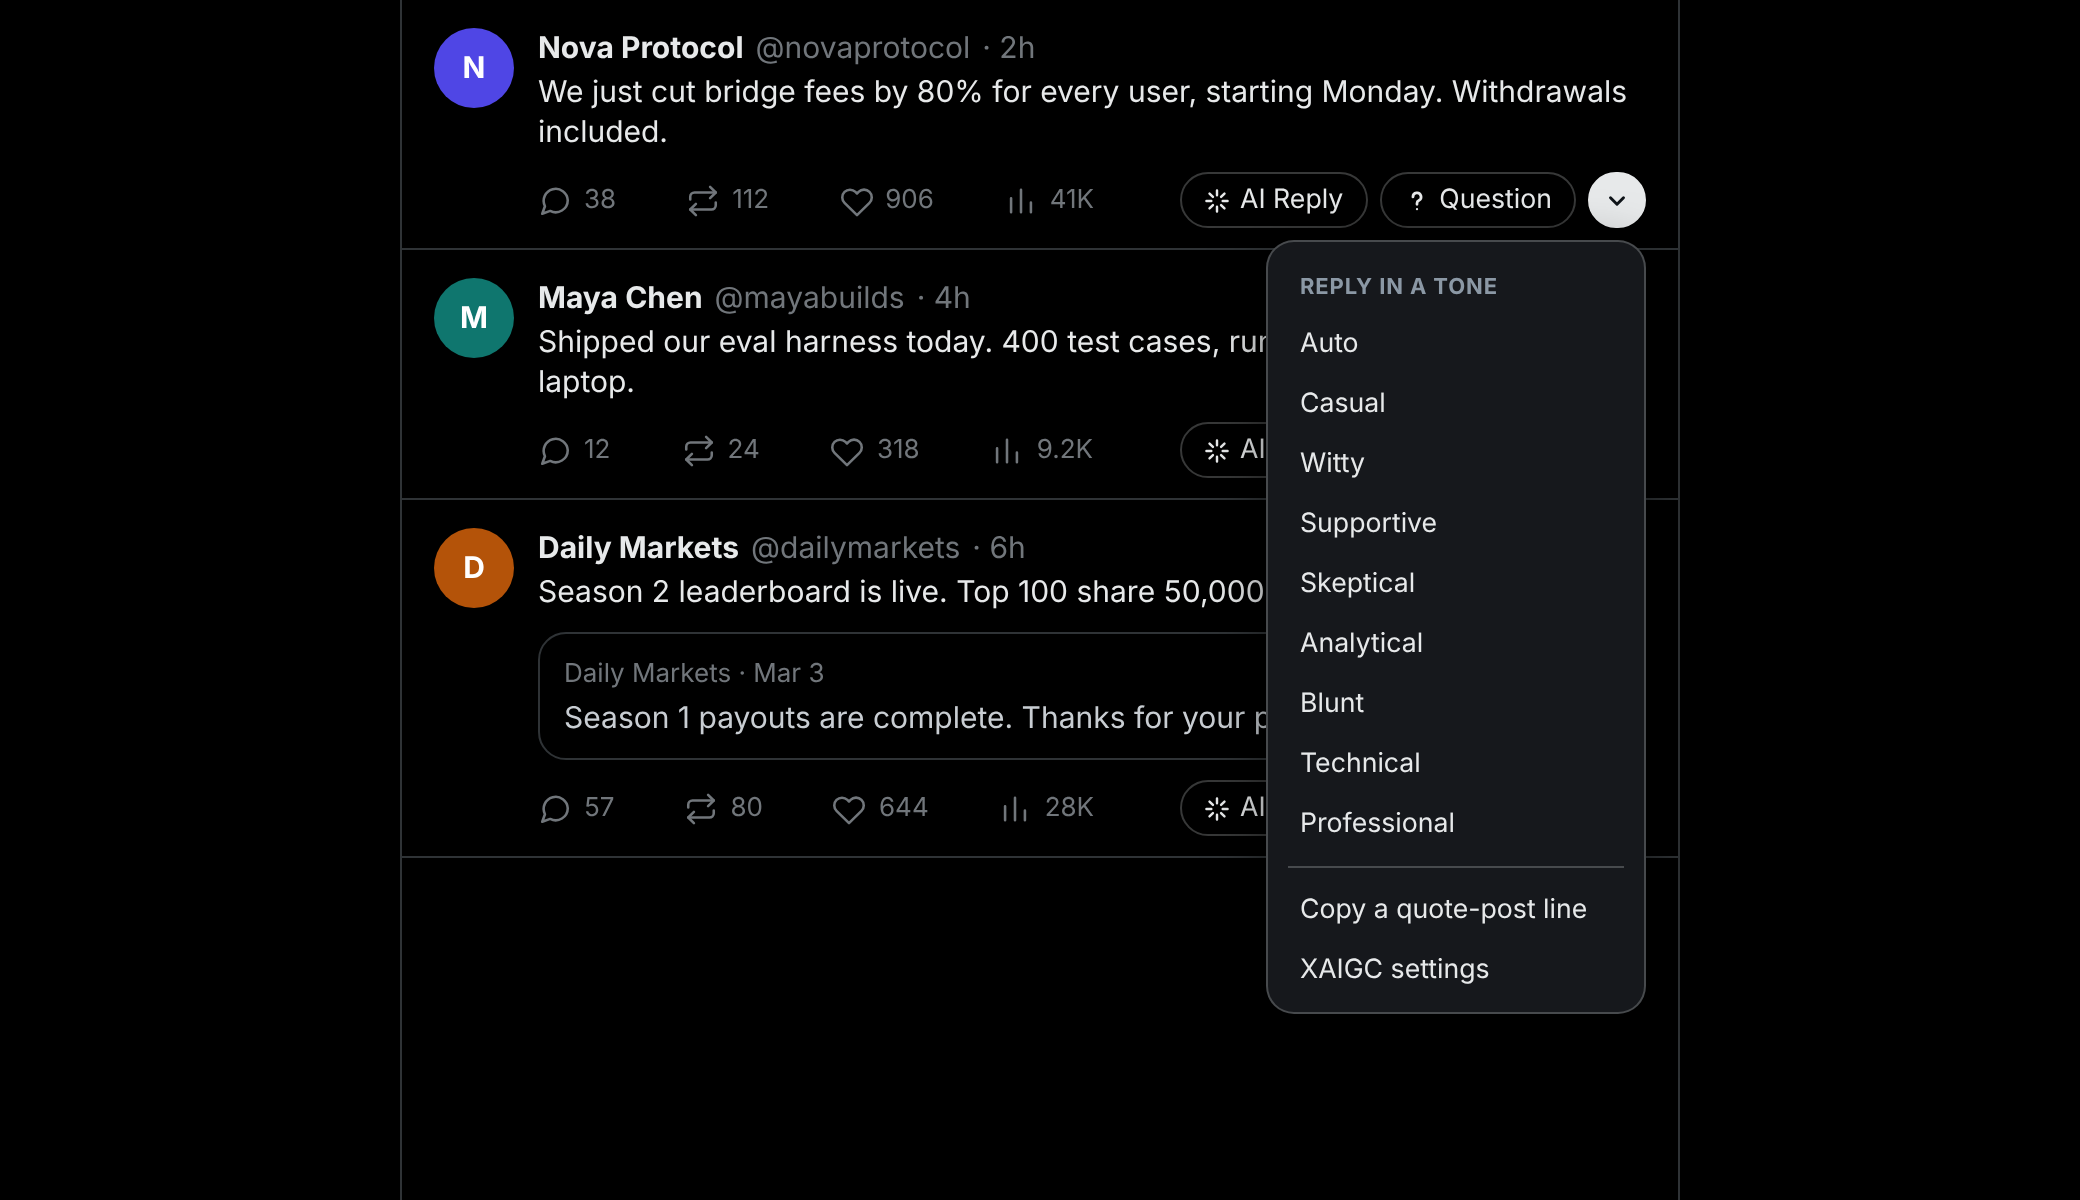 N
Nova Protocol @novaprotocol · 2h
We just cut bridge fees by 80% for every user, starting Monday. Withdrawals
included.
38 112 906 41K AI Reply ? Question
M
Maya Chen @mayabuilds · 4h
Shipped our eval harness today. 400 test cases,
laptop.
12 24 318 9.2K AI
D
Daily Markets @dailymarkets · 6h
Season 2 leaderboard is live. Top 100 share 50,000
Daily Markets · Mar 3
Season 1 payouts are complete. Thanks for your
57 80 644 28K AI
REPLY IN A TONE
Auto
Casual
Witty
Supportive
Skeptical
Analytical
Blunt
Technical
Professional
Copy a quote-post line
XAIGC settings